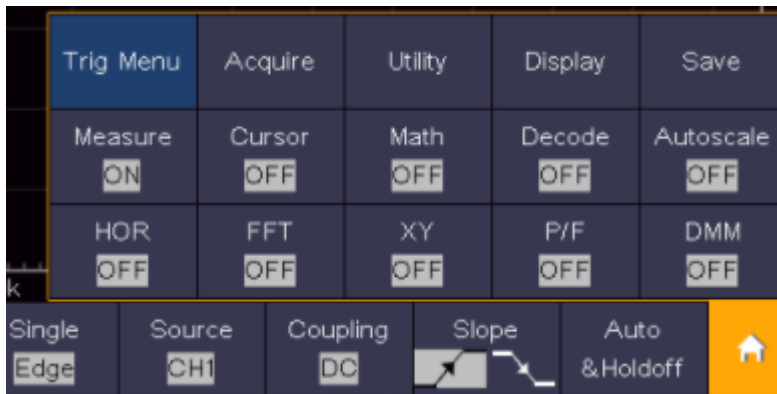 Trig Menu Acquire Utility Display Save
Measure Cursor Math Decode Autoscale
ON OFF OFF OFF OFF
HOR FFT XY P/F DMM
OFF OFF OFF OFF OFF
k
Single Source Coupling Slope Auto
Edge CH1 DC &Holdoff